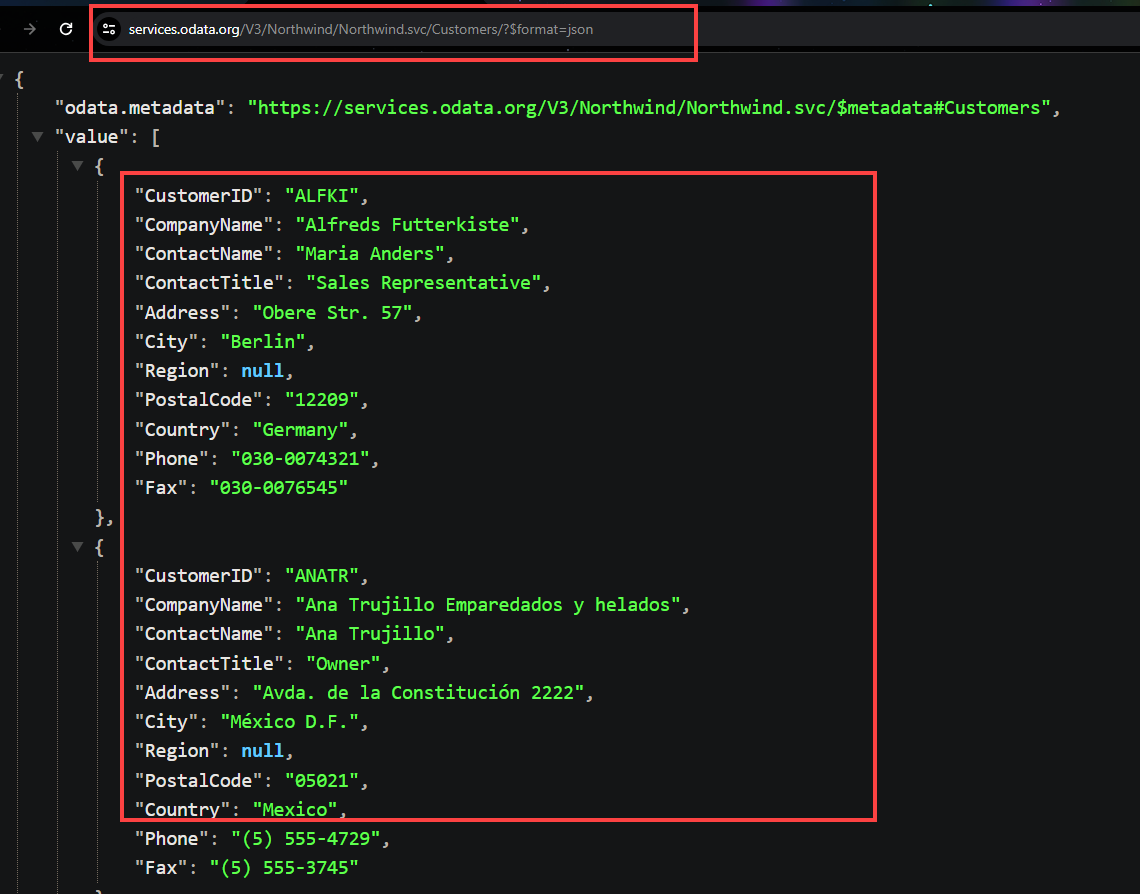 services.odata.org/V3/Northwind/Northwind.svc/Customers/?$format=json
{
"odata.metadata": "https://services.odata.org/V3/Northwind/Northwind.svc/$metadata#Customers",
"value": [
{
"CustomerID": "ALFKI",
"CompanyName": "Alfreds Futterkiste",
"ContactName": "Maria Anders",
"ContactTitle": "Sales Representative",
"Address": "Obere Str. 57",
"City": "Berlin",
"Region": null,
"PostalCode": "12209",
"Country": "Germany",
"Phone": "030-0074321",
"Fax": "030-0076545"
},
{
"CustomerID": "ANATR",
"CompanyName": "Ana Trujillo Emparedados y helados",
"ContactName": "Ana Trujillo",
"ContactTitle": "Owner",
"Address": "Avda. de la Constitución 2222",
"City": "México D.F.",
"Region": null,
"PostalCode": "05021",
"Country": "Mexico",
"Phone": "(5) 555-4729",
"Fax": "(5) 555-3745"